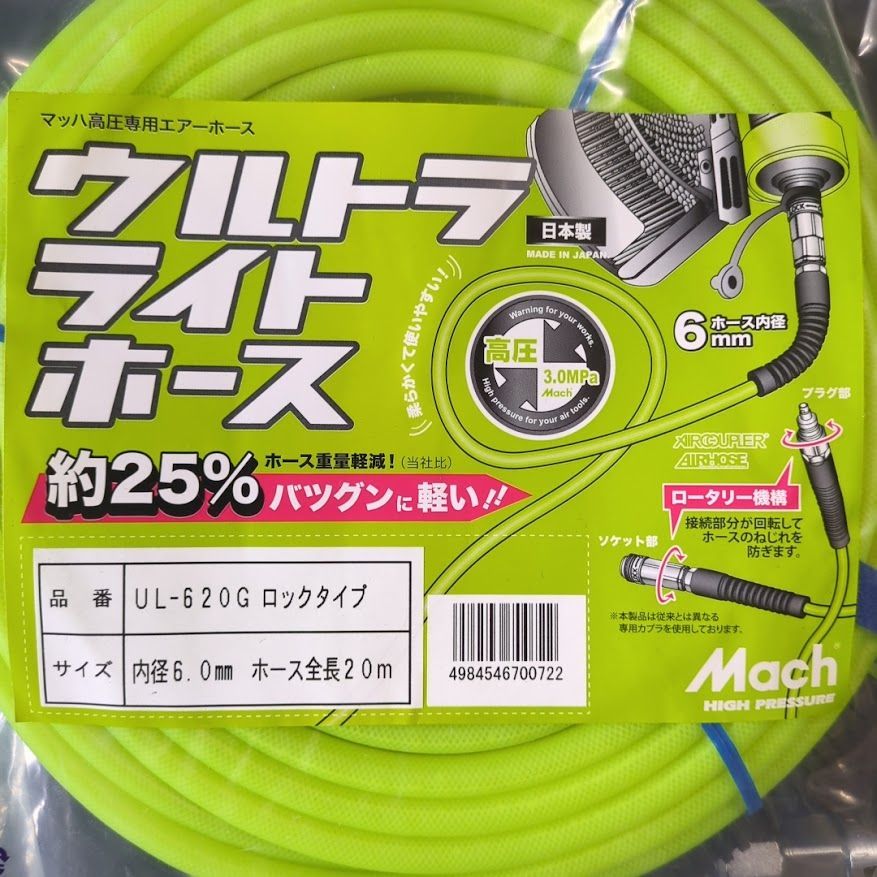 マッハ高圧専用エアーホース
ウルトラ
ライト
ホース
日本製
MADE IN JAPAN
柔らかくて使いやすい!
Warning for your works.
高圧
3.0MPa
Mach
High pressure for your air tools.
6mm
ホース内径
プラグ部
AIRCOUPLER
AIRHOSE
ロータリー機構
接続部分が回転して
ホースのねじれを
防ぎます。
ソケット部
約25%
ホース重量軽減!(当社比)
バツグンに軽い!!
※本製品は従来とは異なる
専用カプラを使用しております。
品番 UL-620G ロックタイプ
サイズ 内径6.0mm ホース全長20m
4984546700722
Mach®
HIGH PRESSURE